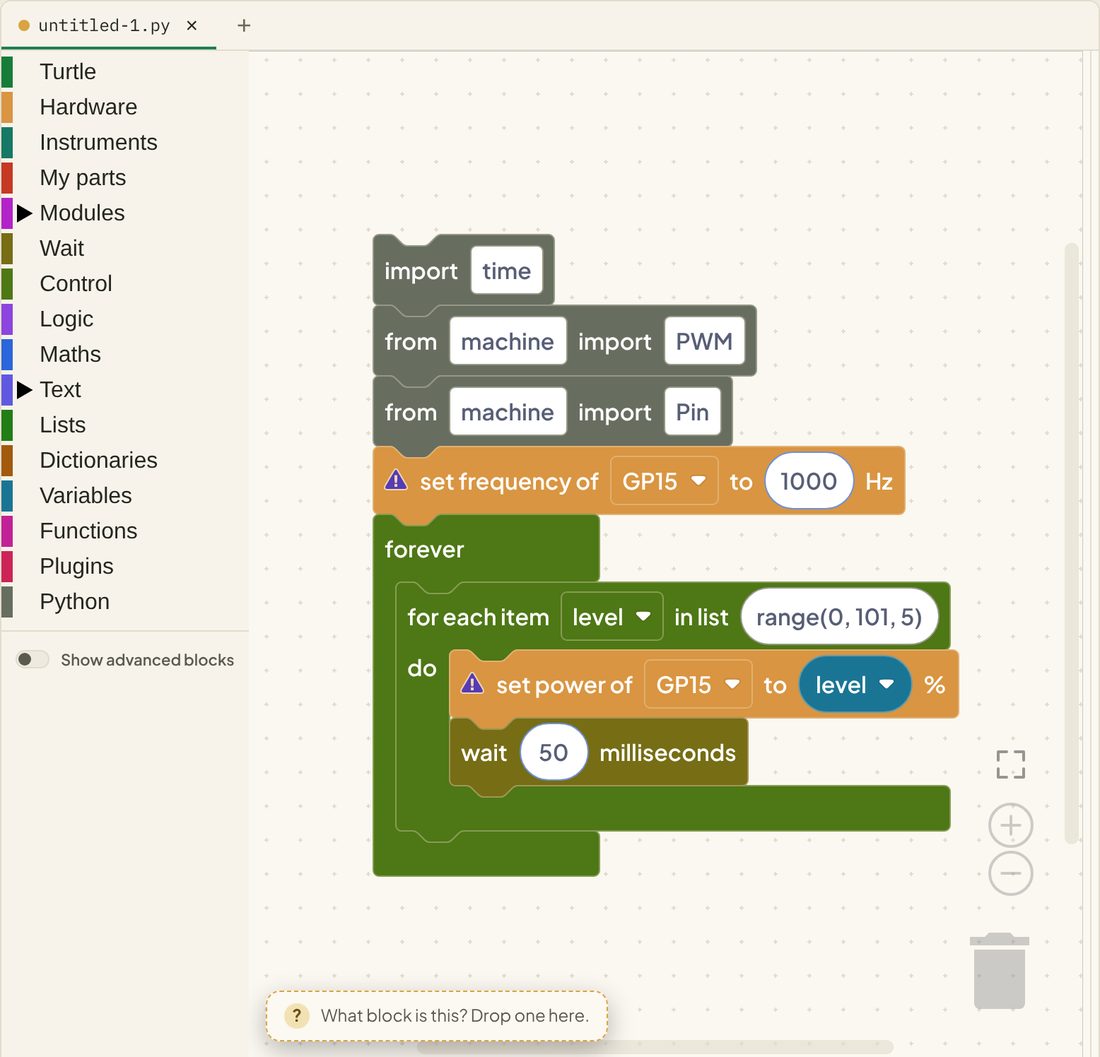 untitled-1.py × +
Turtle
Hardware
Instruments
My parts
Modules
Wait
Control
Logic
Maths
Text
Lists
Dictionaries
Variables
Functions
Plugins
Python
Show advanced blocks
import time
from machine import PWM
from machine import Pin
set frequency of GP15 to 1000 Hz
forever
for each item level in list range(0, 101, 5)
do set power of GP15 to level %
wait 50 milliseconds
? What block is this? Drop one here.